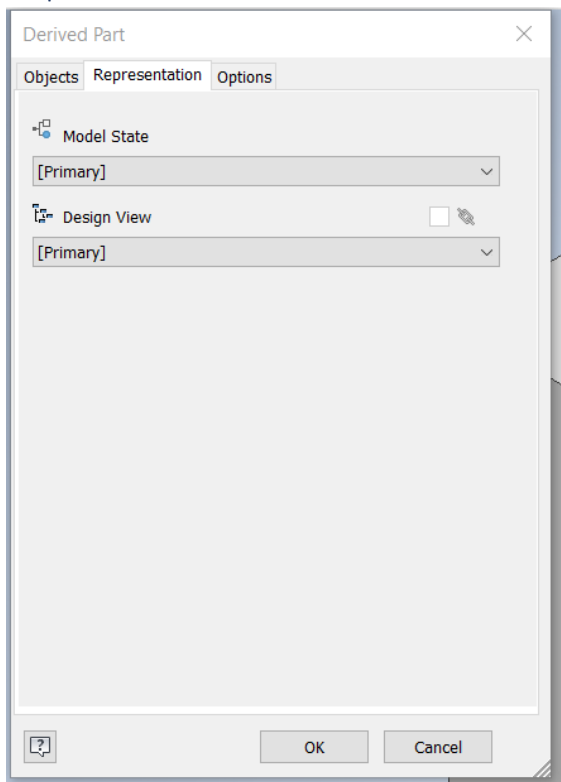 Derived Part
Objects Representation Options
Model State
[Primary]
Design View
[Primary]
?
OK Cancel